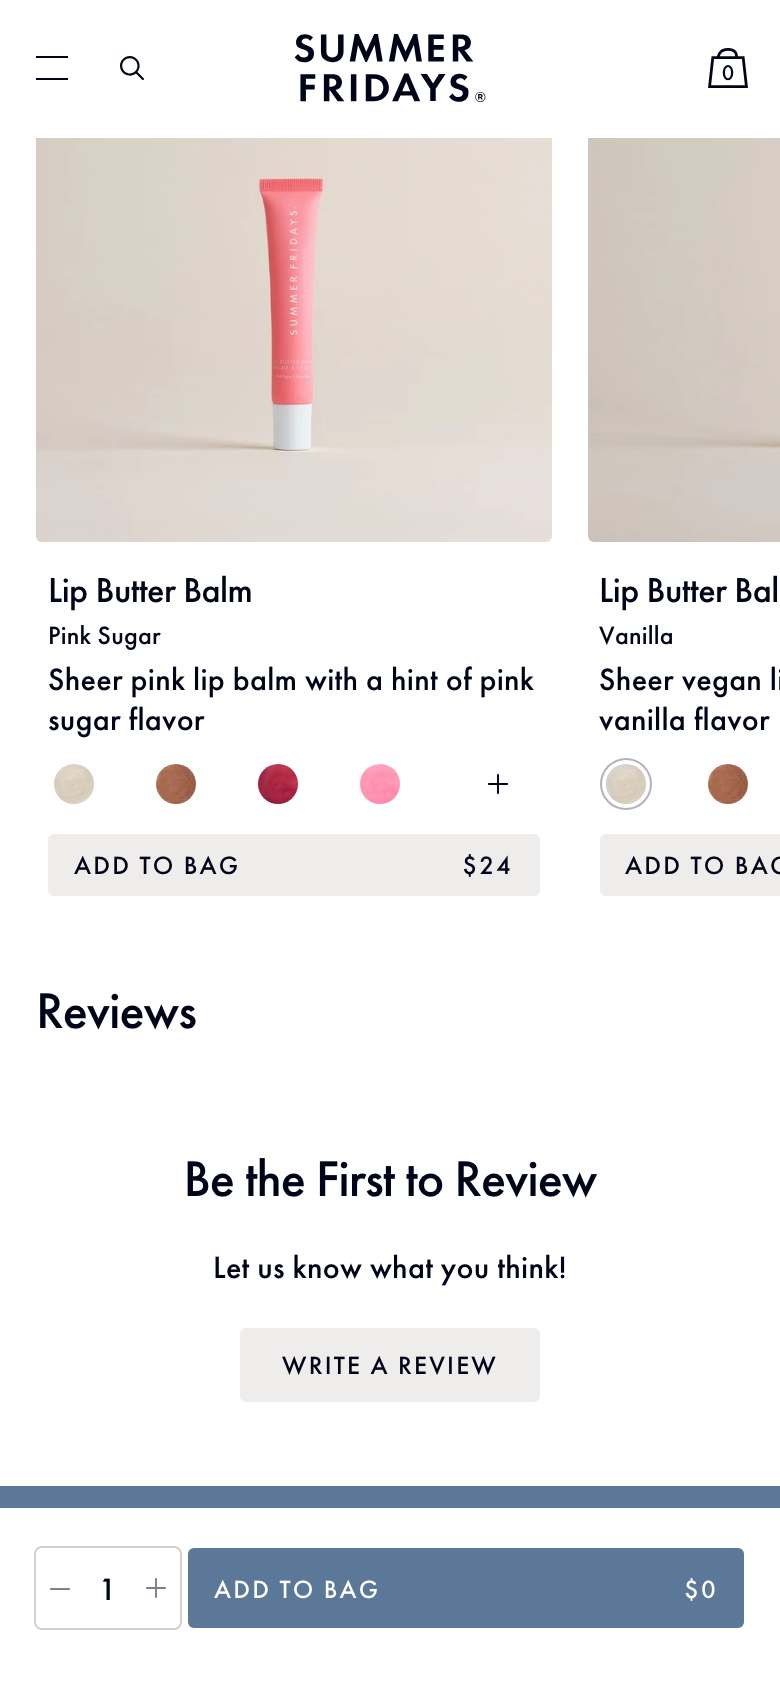 SUMMER
FRIDAYS®
0
SUMMER FRIDAYS
Lip Butter Balm
Pink Sugar
Sheer pink lip balm with a hint of pink
sugar flavor
ADD TO BAG $24
Lip Butter Bal
Vanilla
Sheer vegan li
vanilla flavor
ADD TO BAG
Reviews
Be the First to Review
Let us know what you think!
WRITE A REVIEW
1
ADD TO BAG $0